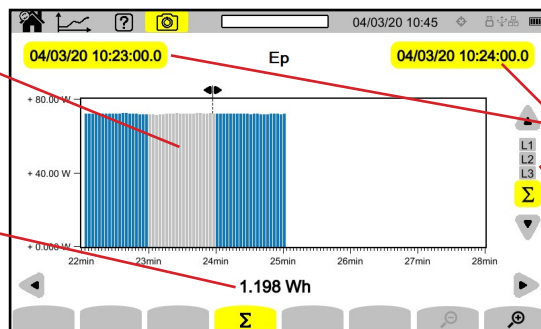 ? 04/03/20 10:45
04/03/20 10:23:00.0 Ep 04/03/20 10:24:00.0
+ 80.00 W
+ 40.00 W
+ 0.000 W
L1
L2
L3
Σ
22min 23min 24min 25min 26min 27min 28min
1.198 Wh
Σ